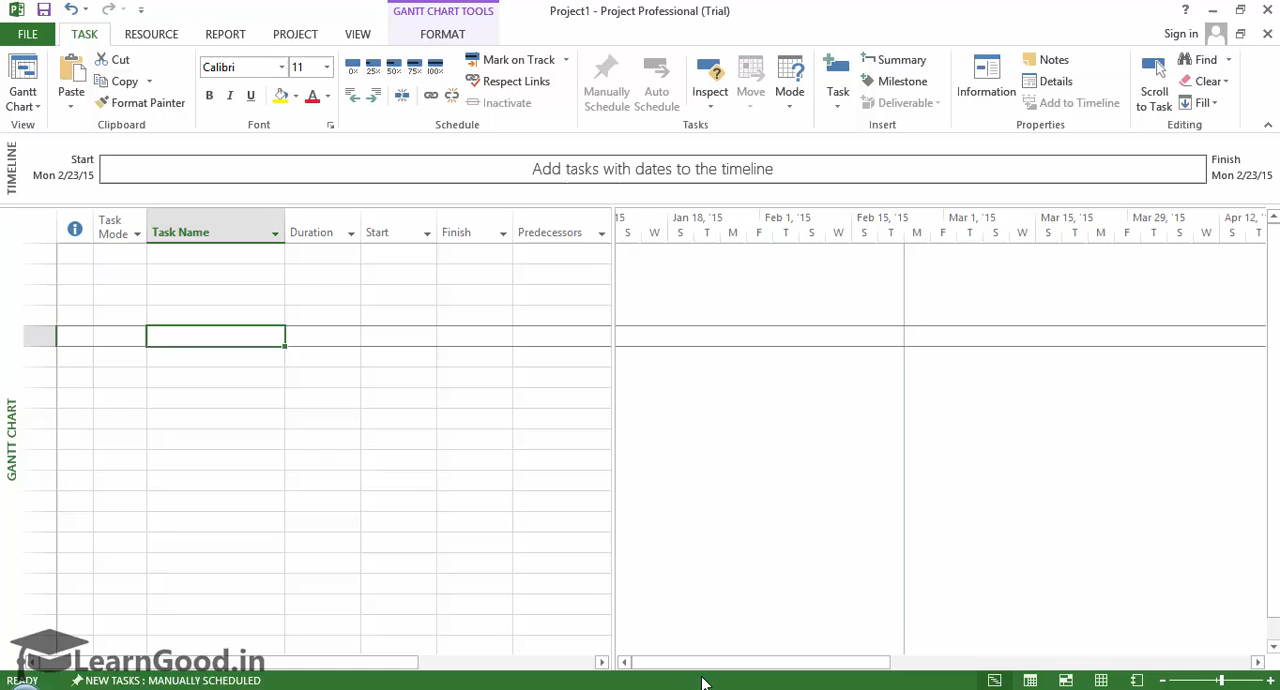 GANTT CHART TOOLS
Project1 - Project Professional (Trial)
?
FILE
TASK
RESOURCE
REPORT
PROJECT
VIEW
FORMAT
Sign in
Gantt Chart
View
Paste
Cut
Copy
Format Painter
Clipboard
Calibri
11
B I U
A
Font
0% 25% 50% 75% 100%
Mark on Track
Respect Links
Inactivate
Schedule
Manually Schedule
Auto Schedule
Inspect
Move
Mode
Tasks
Task
Summary
Milestone
Deliverable
Insert
Information
Notes
Details
Add to Timeline
Properties
Scroll to Task
Find
Clear
Fill
Editing
TIMELINE
Start
Mon 2/23/15
Add tasks with dates to the timeline
Finish
Mon 2/23/15
GANTT CHART
Task Mode
Task Name
Duration
Start
Finish
Predecessors
15 Jan 18, '15 Feb 1, '15 Feb 15, '15 Mar 1, '15 Mar 15, '15 Mar 29, '15 Apr 12,
S W S T M F T S W S T M F T S W S T M F T S W S T
LearnGood.in
READY
NEW TASKS : MANUALLY SCHEDULED